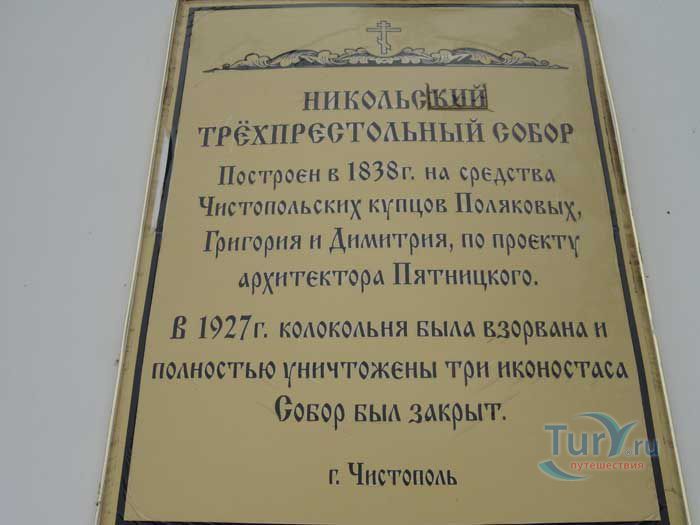 НИКОЛЬСКИЙ
ТРЁХПРЕСТОЛЬНЫЙ СОБОР
Построен в 1838г. на средства
Чистопольских купцов Поляковых,
Григория и Димитрия, по проекту
архитектора Пятницкого.
В 1927г. колокольня была взорвана и
полностью уничтожены три иконостаса
Собор был закрыт.
г. Чистополь
TurY.ru
путешествия